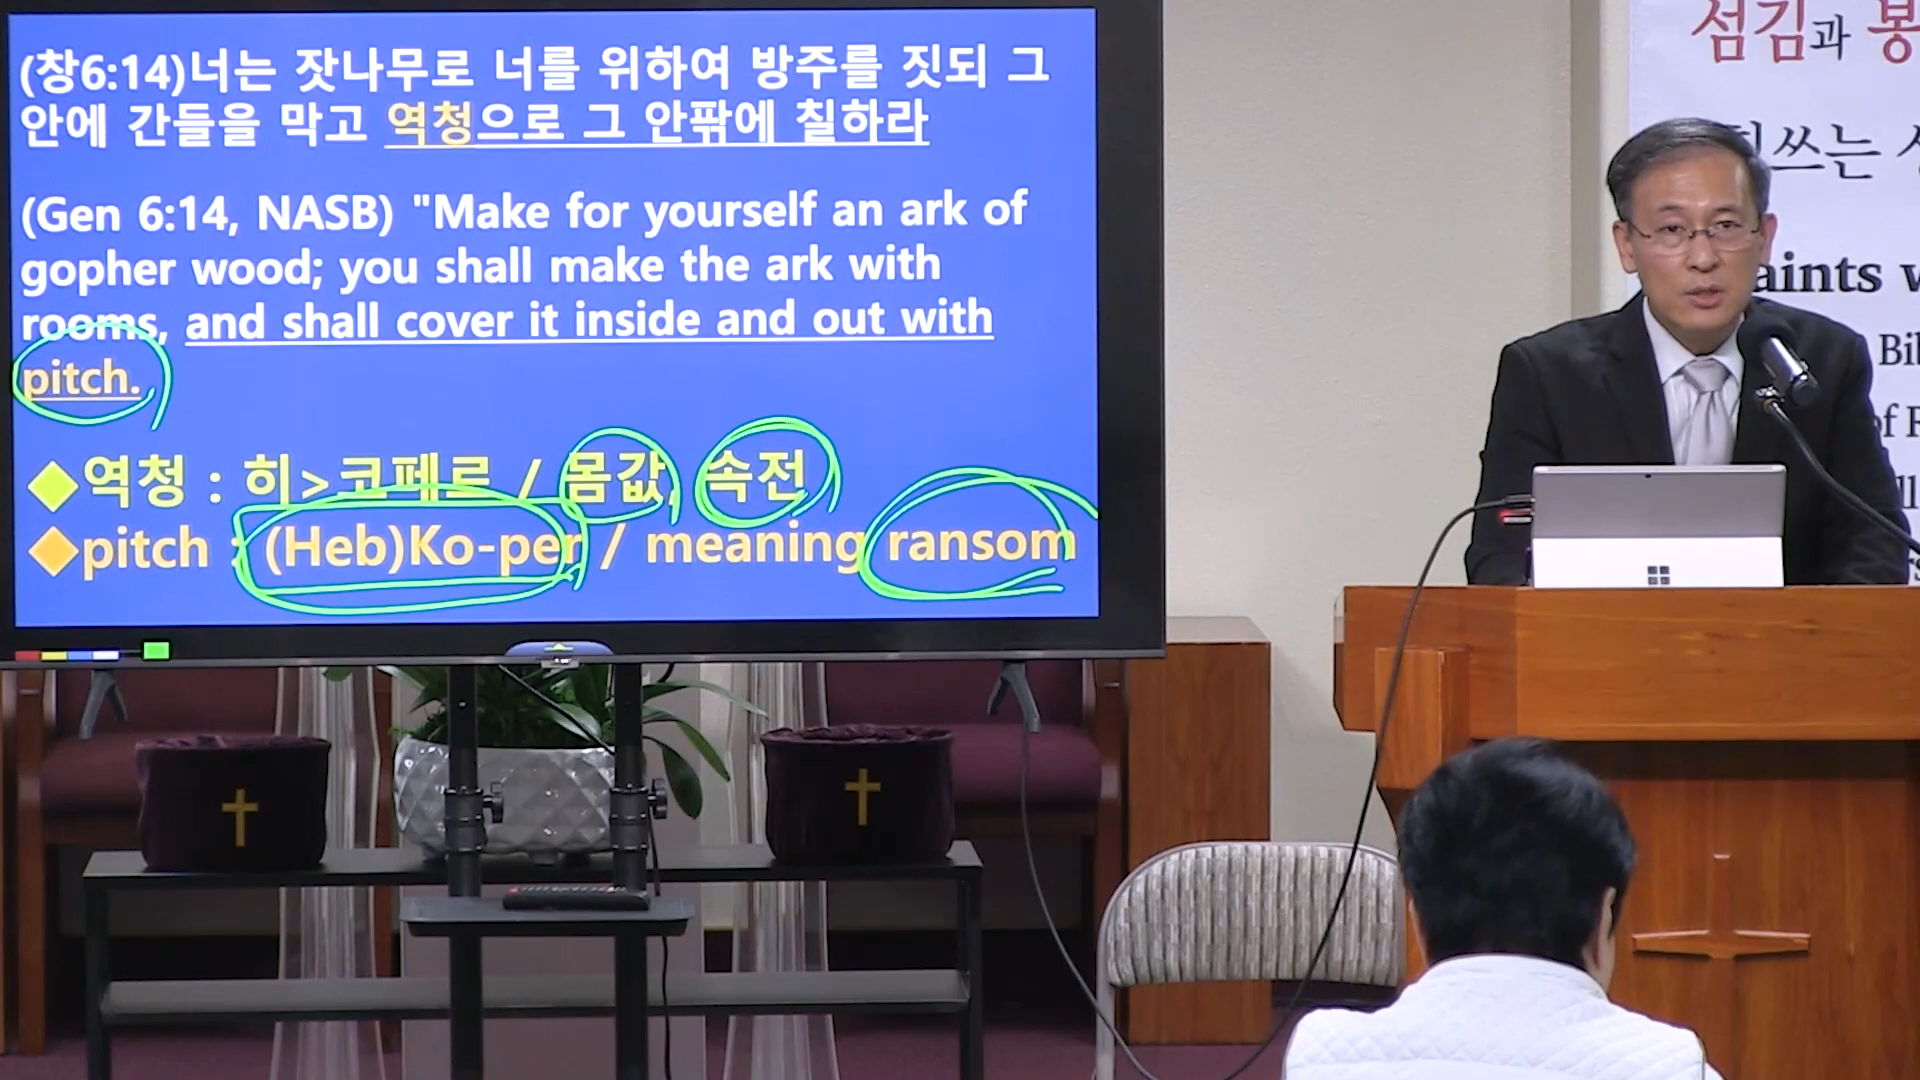 (창6:14)너는 잣나무로 너를 위하여 방주를 짓되 그
안에 간들을 막고 역청으로 그 안팎에 칠하라
(Gen 6:14, NASB) "Make for yourself an ark of
gopher wood; you shall make the ark with
rooms, and shall cover it inside and out with
pitch.
◆역청 : 히>코페르 / 몸값, 속전
◆pitch : (Heb)Ko-per / meaning ransom
섬김과 봉
쓰는
aints w
Bib
of R